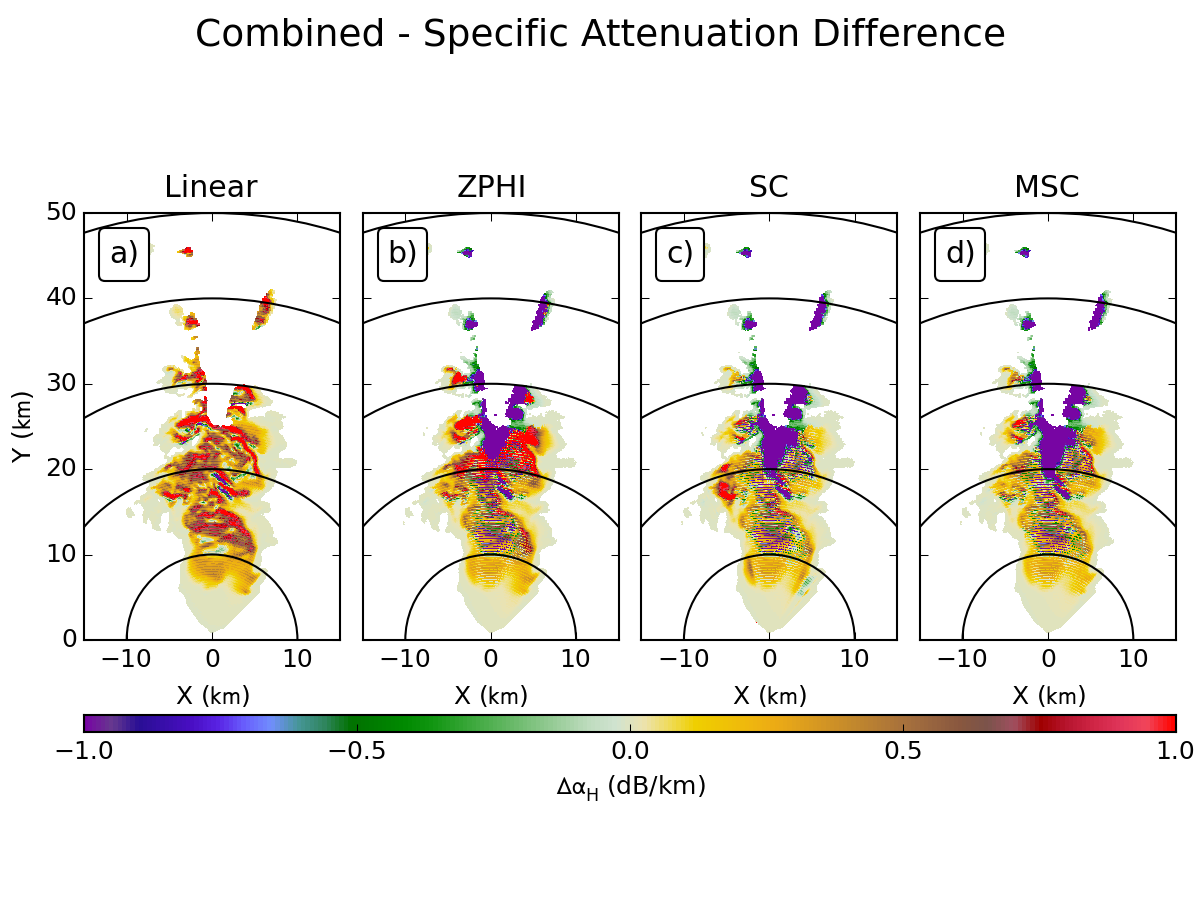 Combined - Specific Attenuation Difference
Linear
ZPHI
SC
MSC
a)
b)
c)
d)
50
40
30
20
10
0
Y (km)
−10 0 10
−10 0 10
−10 0 10
−10 0 10
X (km)
X (km)
X (km)
X (km)
−1.0 −0.5 0.0 0.5 1.0
ΔαH (dB/km)